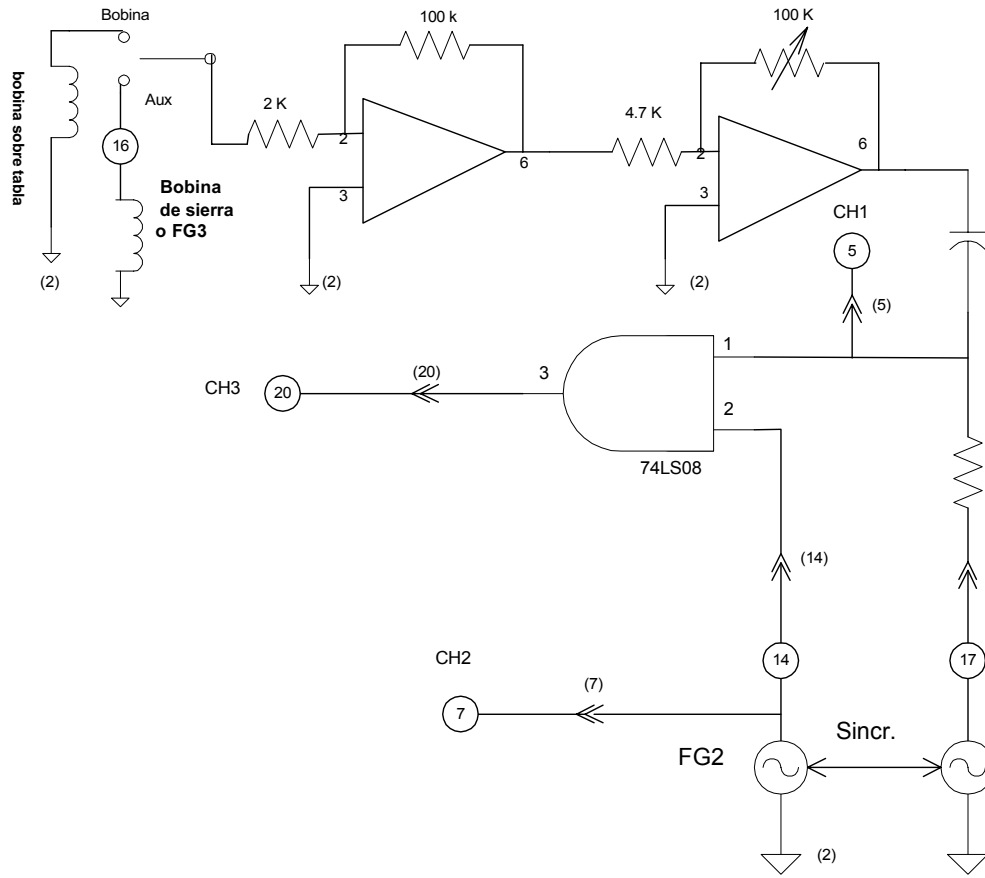 Bobina
100 k
100 K
bobina sobre tabla
Aux
2 K
4.7 K
16
2
6
2
6
3
3
Bobina
de sierra
o FG3
CH1
5
(2)
(2)
(2)
(5)
1
CH3
20
(20)
3
2
74LS08
(14)
CH2
14
17
7
(7)
Sincr.
FG2
(2)